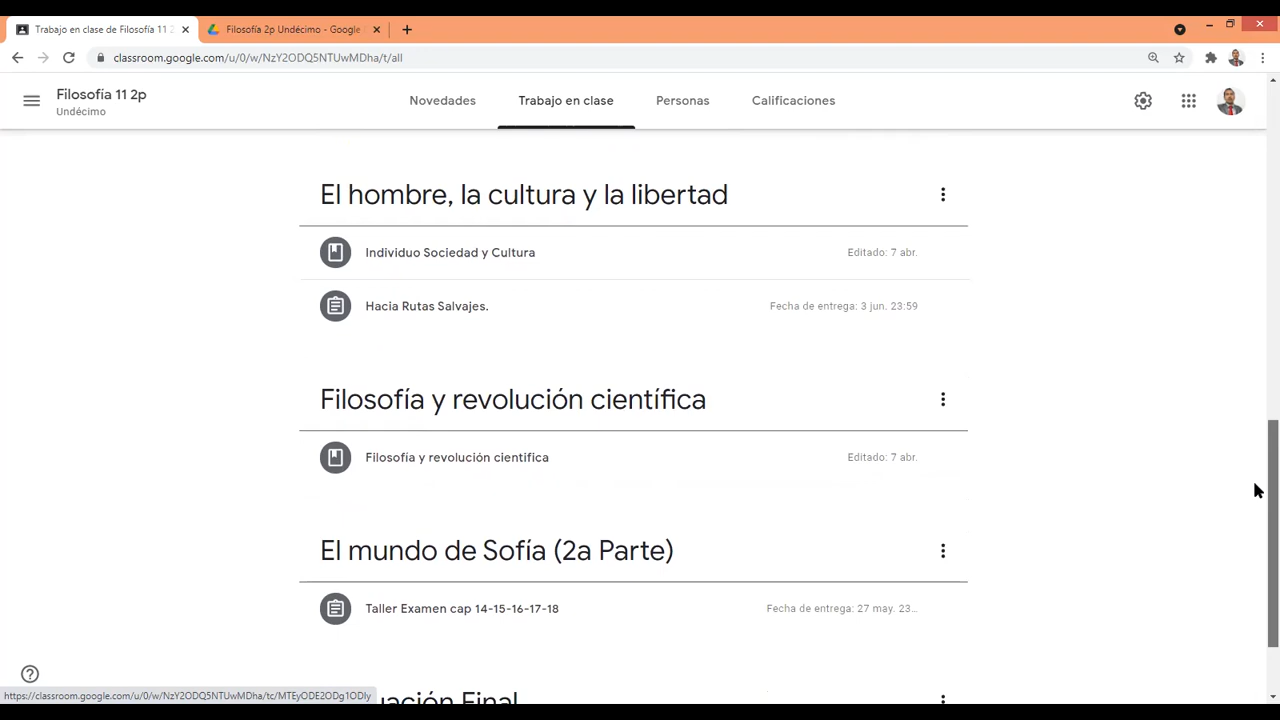 Trabajo en clase de Filosofía 11 2
Filosofía 2p Undécimo - Google
classroom.google.com/u/0/w/NzY2ODQ5NTUwMDha/t/all
Filosofía 11 2p
Undécimo
Novedades
Trabajo en clase
Personas
Calificaciones
El hombre, la cultura y la libertad
Individuo Sociedad y Cultura
Editado: 7 abr.
Hacia Rutas Salvajes.
Fecha de entrega: 3 jun. 23:59
Filosofía y revolución científica
Filosofía y revolución cientifica
Editado: 7 abr.
El mundo de Sofía (2a Parte)
Taller Examen cap 14-15-16-17-18
Fecha de entrega: 27 may. 23...
https://classroom.google.com/u/0/w/NzY2ODQ5NTUwMDha/tc/MTEyODE2ODg1ODIy
uación Final